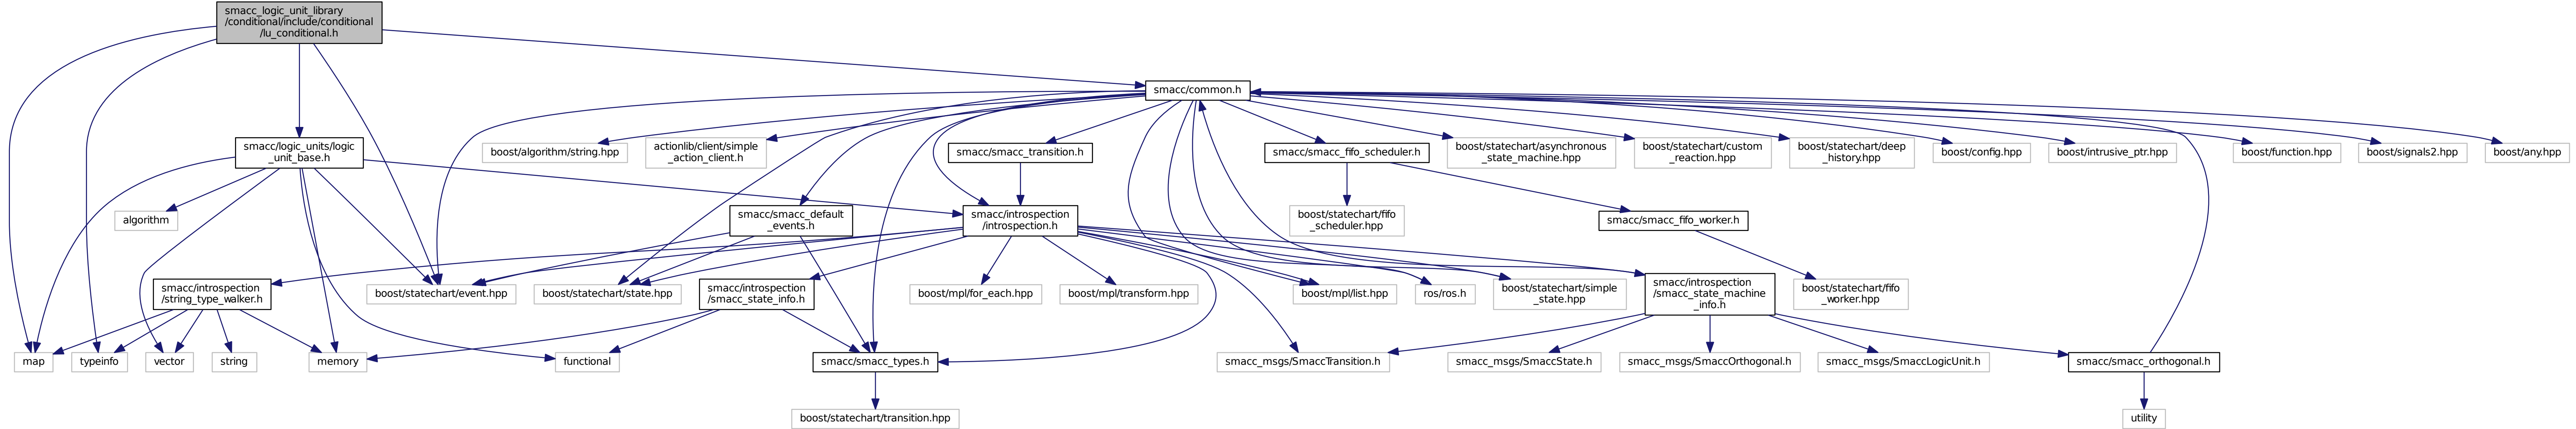 smacc_logic_unit_library
/conditional/include/conditional
/lu_conditional.h
smacc/common.h
smacc/logic_units/logic
_unit_base.h
boost/algorithm/string.hpp
actionlib/client/simple
_action_client.h
smacc/smacc_transition.h
smacc/smacc_fifo_scheduler.h
boost/statechart/asynchronous
_state_machine.hpp
boost/statechart/custom
_reaction.hpp
boost/statechart/deep
_history.hpp
boost/config.hpp
boost/intrusive_ptr.hpp
boost/function.hpp
boost/signals2.hpp
boost/any.hpp
algorithm
smacc/smacc_default
_events.h
smacc/introspection
/introspection.h
boost/statechart/fifo
_scheduler.hpp
smacc/smacc_fifo_worker.h
smacc/introspection
/string_type_walker.h
boost/statechart/event.hpp
boost/statechart/state.hpp
smacc/introspection
/smacc_state_info.h
boost/mpl/for_each.hpp
boost/mpl/transform.hpp
boost/mpl/list.hpp
ros/ros.h
boost/statechart/simple
_state.hpp
smacc/introspection
/smacc_state_machine
_info.h
boost/statechart/fifo
_worker.hpp
map
typeinfo
vector
string
memory
functional
smacc/smacc_types.h
smacc_msgs/SmaccTransition.h
smacc_msgs/SmaccState.h
smacc_msgs/SmaccOrthogonal.h
smacc_msgs/SmaccLogicUnit.h
smacc/smacc_orthogonal.h
boost/statechart/transition.hpp
utility